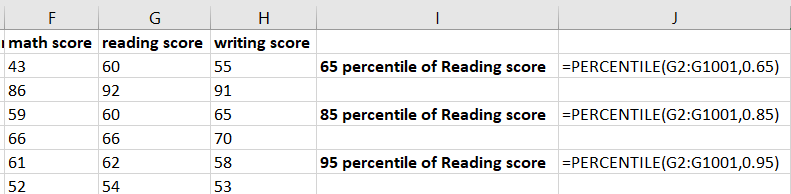 F G H I J
math score reading score writing score
43 60 55 65 percentile of Reading score =PERCENTILE(G2:G1001,0.65)
86 92 91
59 60 65 85 percentile of Reading score =PERCENTILE(G2:G1001,0.85)
66 66 70
61 62 58 95 percentile of Reading score =PERCENTILE(G2:G1001,0.95)
52 54 53